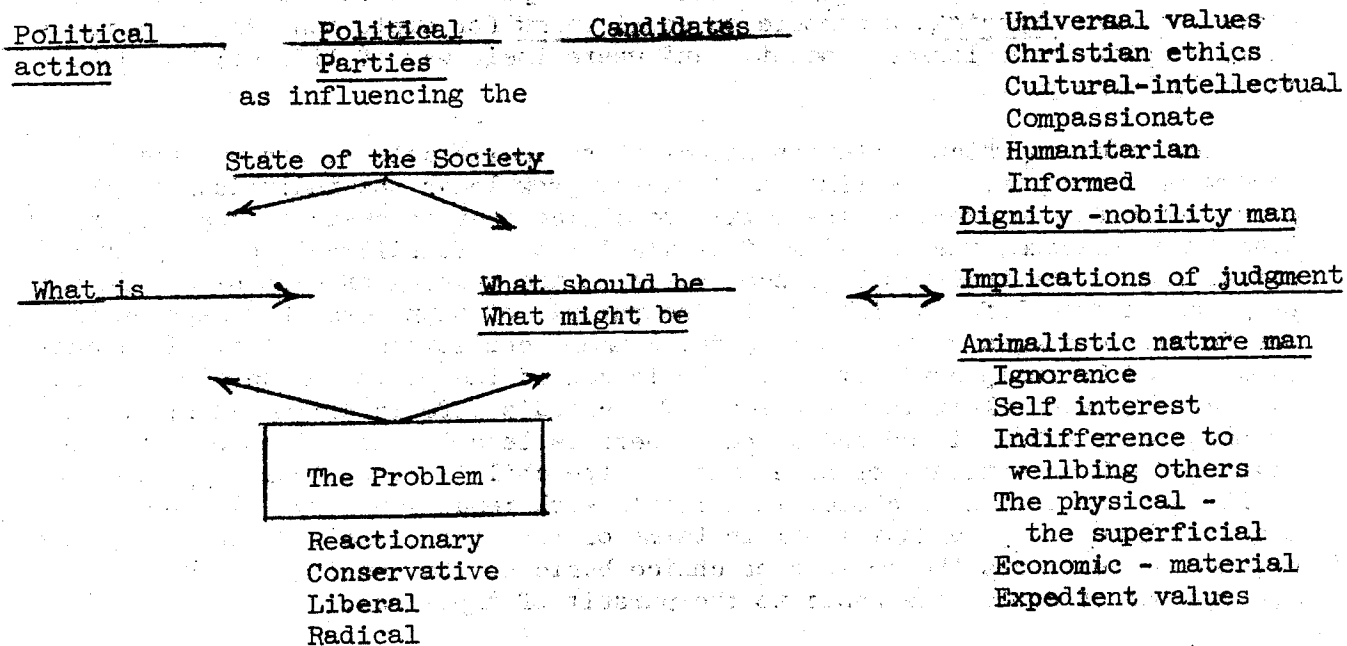 Political action
Political Parties
Candidates
as influencing the
State of the Society
What is
What should be
What might be
The Problem
Reactionary
Conservative
Liberal
Radical
Universal values
Christian ethics
Cultural-intellectual
Compassionate
Humanitarian
Informed
Dignity -nobility man
Implications of judgment
Animalistic nature man
Ignorance
Self interest
Indifference to
wellbing others
The physical -
the superficial
Economic - material
Expedient values